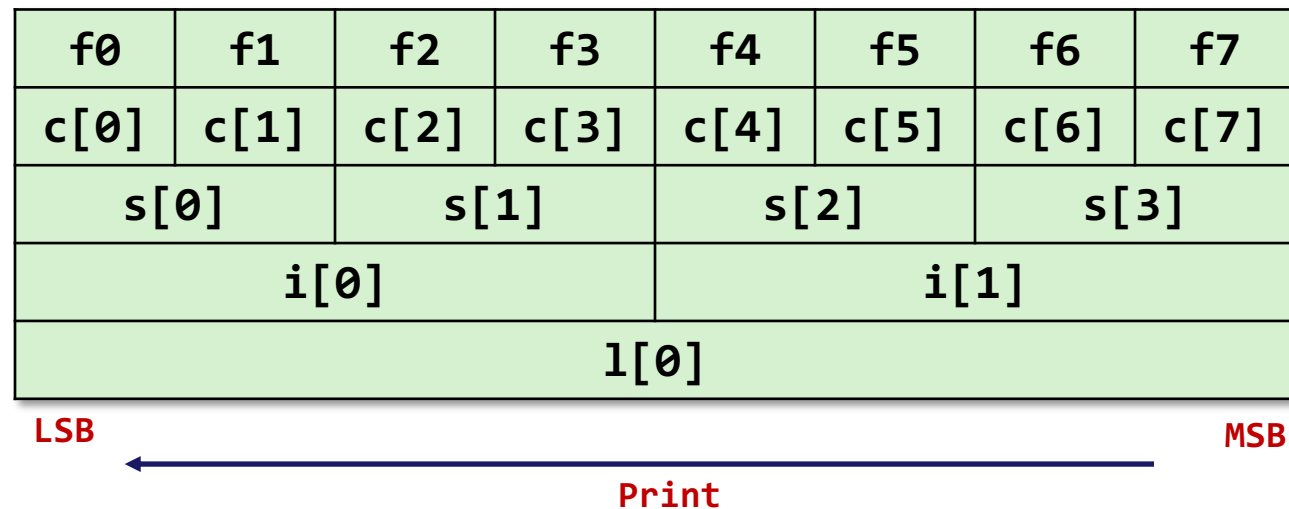 f0 f1 f2 f3 f4 f5 f6 f7
c[0] c[1] c[2] c[3] c[4] c[5] c[6] c[7]
s[0] s[1] s[2] s[3]
i[0] i[1]
l[0]
LSB MSB
Print